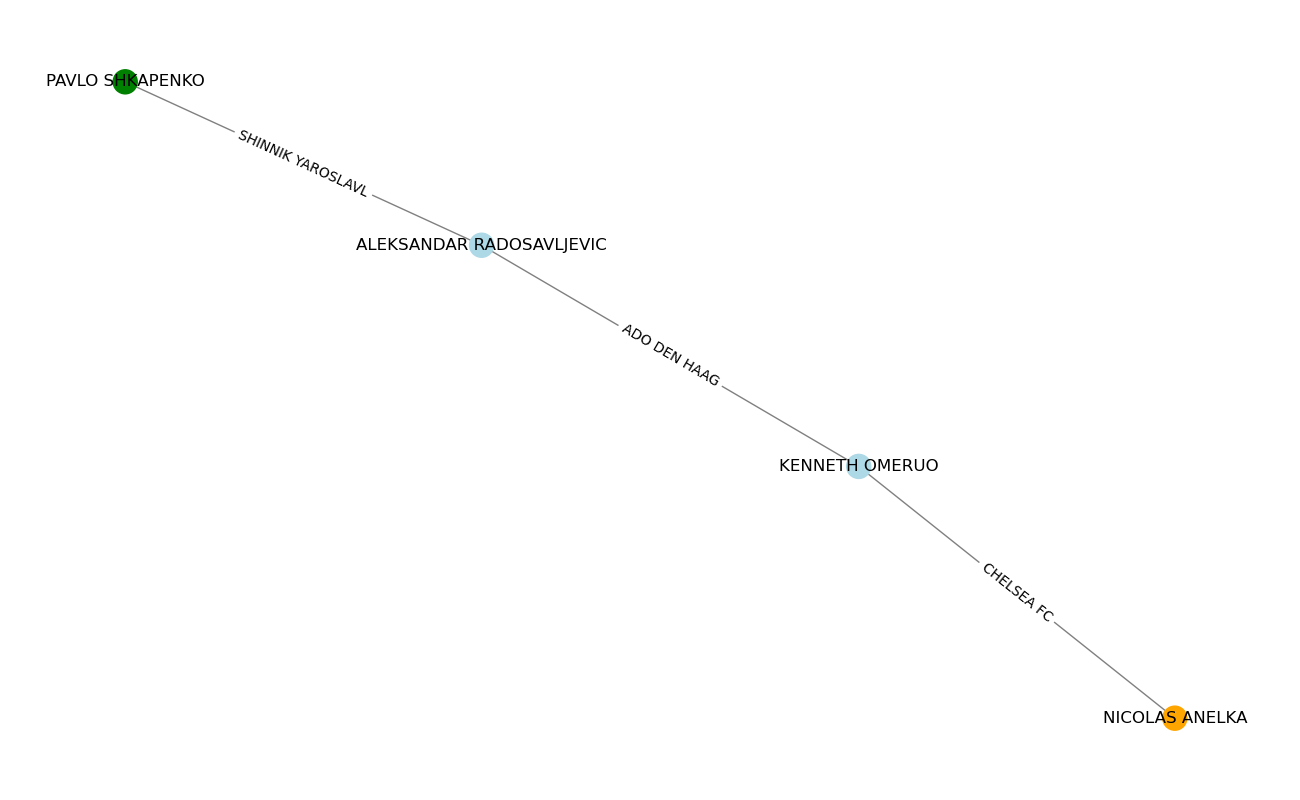 PAVLO SHKAPENKO
SHINNIK YAROSLAVL
ALEKSANDAR RADOSAVLJEVIC
ADO DEN HAAG
KENNETH OMERUO
CHELSEA FC
NICOLAS ANELKA